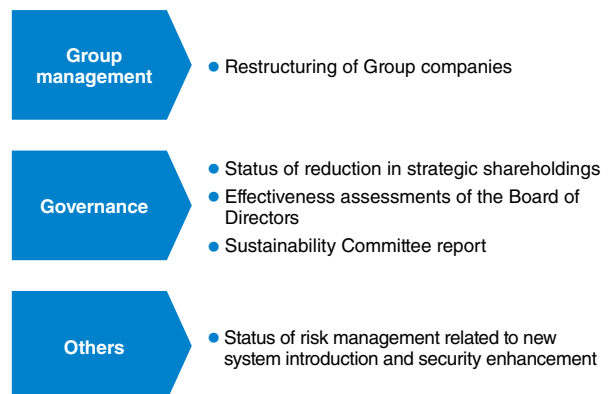 Group
management
• Restructuring of Group companies
Governance
• Status of reduction in strategic shareholdings
• Effectiveness assessments of the Board of
Directors
• Sustainability Committee report
Others
• Status of risk management related to new
system introduction and security enhancement